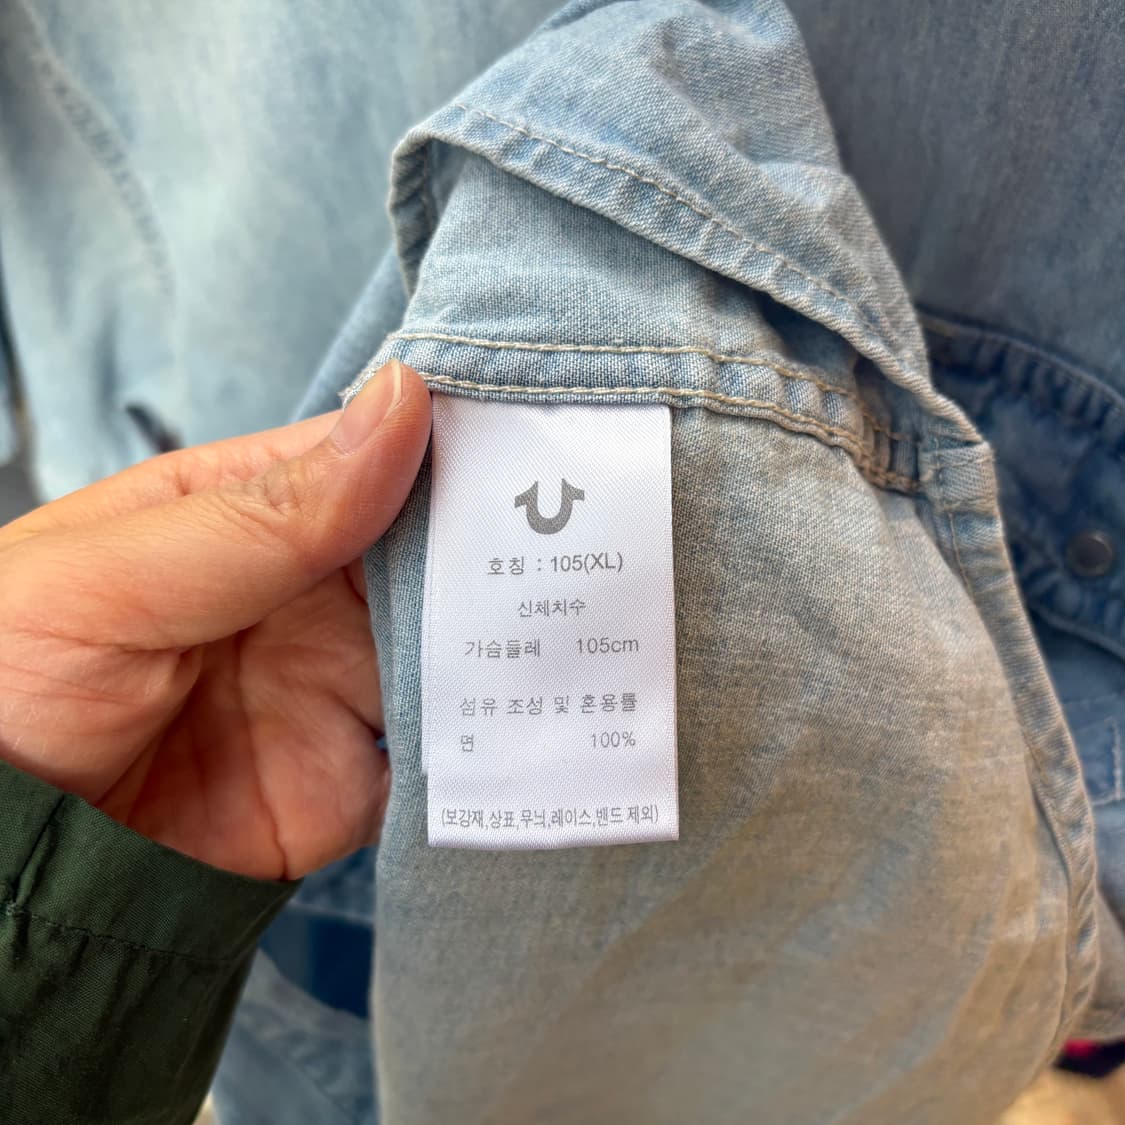 호칭 : 105(XL)
신체치수
가슴둘레 105cm
섬유 조성 및 혼용률
면 100%
(보강재,상표,무늬,레이스,밴드 제외)